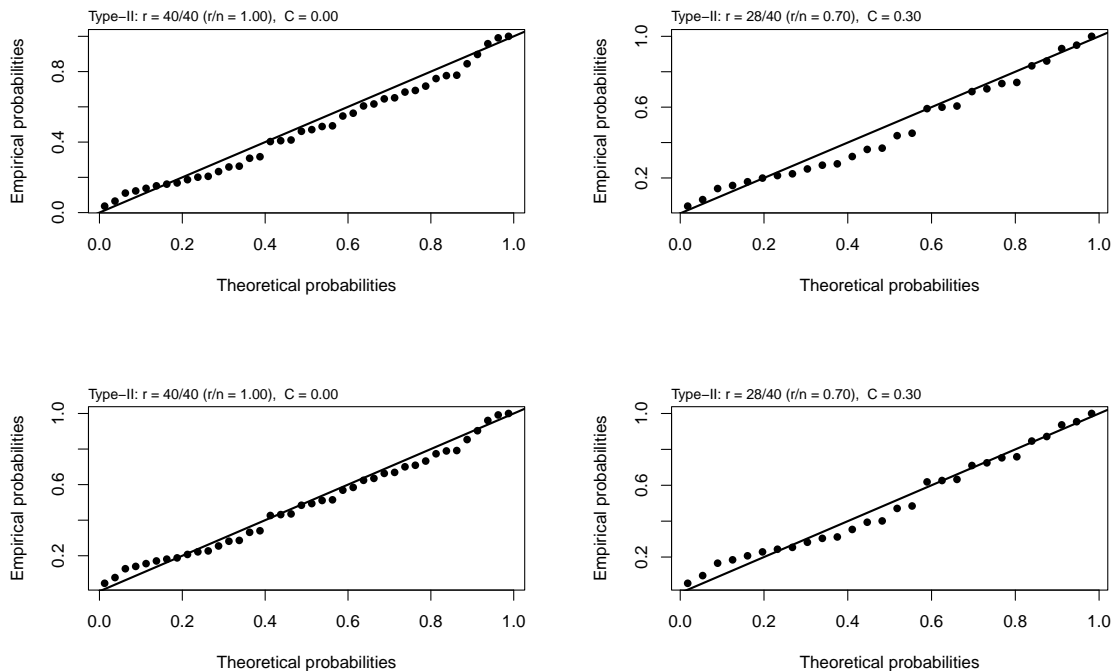 Type−II: r = 40/40 (r/n = 1.00),  C = 0.00
Empirical probabilities
0.0 0.4 0.8
0.0 0.2 0.4 0.6 0.8 1.0
Theoretical probabilities
Type−II: r = 28/40 (r/n = 0.70),  C = 0.30
Empirical probabilities
0.2 0.6 1.0
0.0 0.2 0.4 0.6 0.8 1.0
Theoretical probabilities
Type−II: r = 40/40 (r/n = 1.00),  C = 0.00
Empirical probabilities
0.2 0.6 1.0
0.0 0.2 0.4 0.6 0.8 1.0
Theoretical probabilities
Type−II: r = 28/40 (r/n = 0.70),  C = 0.30
Empirical probabilities
0.2 0.6 1.0
0.0 0.2 0.4 0.6 0.8 1.0
Theoretical probabilities